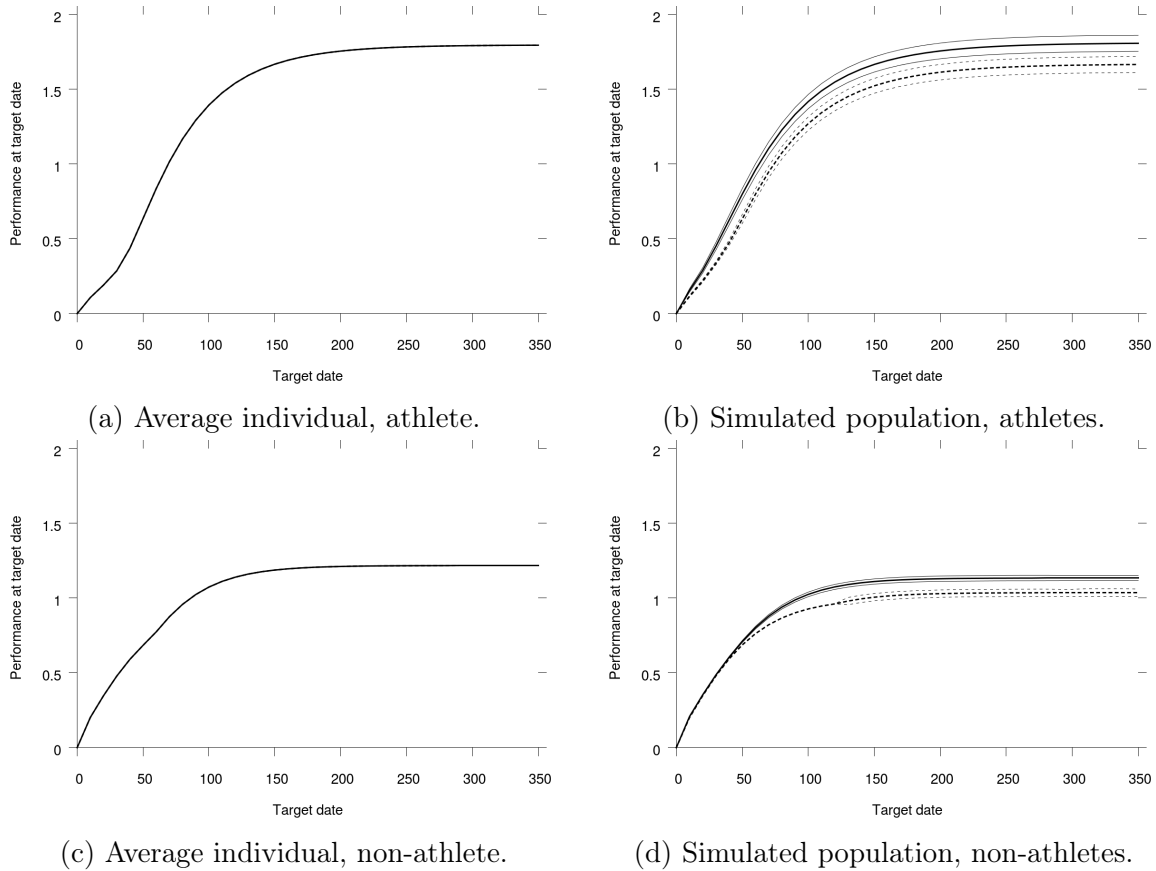 2
1.5
1
0.5
0
Performance at target date
0 50 100 150 200 250 300 350
Target date
(a) Average individual, athlete.
2
1.5
1
0.5
0
Performance at target date
0 50 100 150 200 250 300 350
Target date
(b) Simulated population, athletes.
2
1.5
1
0.5
0
Performance at target date
0 50 100 150 200 250 300 350
Target date
(c) Average individual, non-athlete.
2
1.5
1
0.5
0
Performance at target date
0 50 100 150 200 250 300 350
Target date
(d) Simulated population, non-athletes.